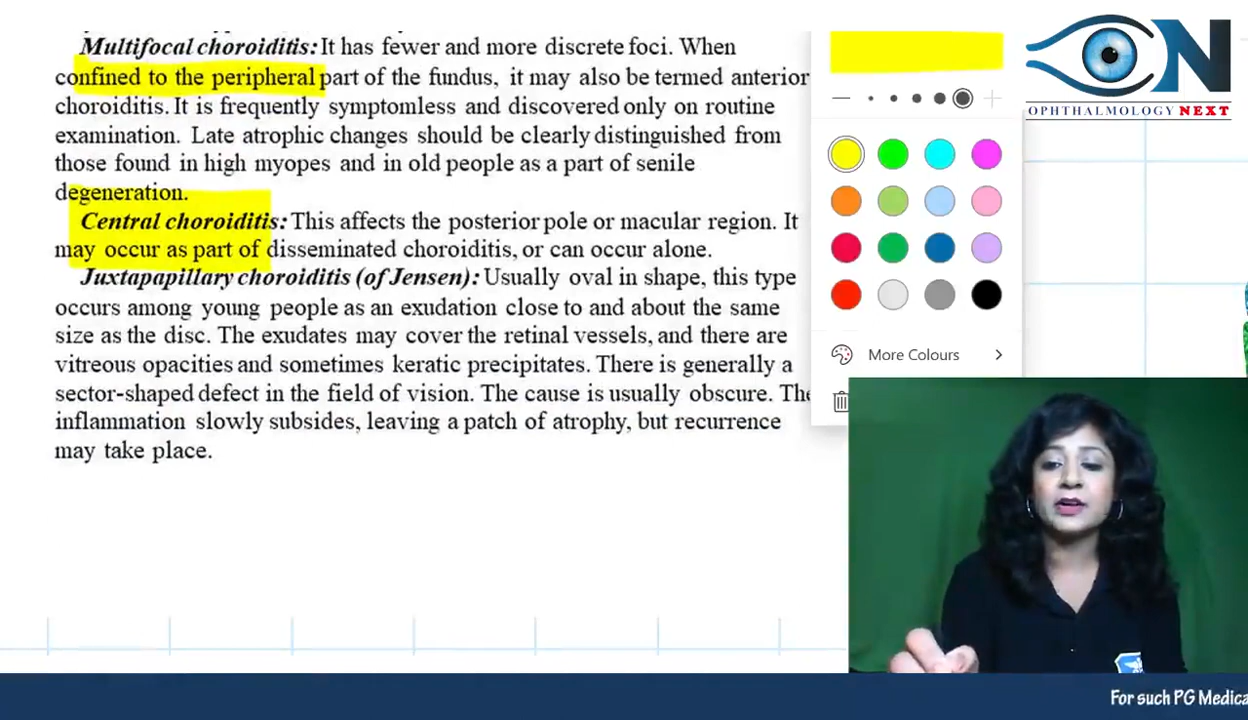 Multifocal choroiditis: It has fewer and more discrete foci. When
confined to the peripheral part of the fundus, it may also be termed anterior
choroiditis. It is frequently symptomless and discovered only on routine
examination. Late atrophic changes should be clearly distinguished from
those found in high myopes and in old people as a part of senile
degeneration.
Central choroiditis: This affects the posterior pole or macular region. It
may occur as part of disseminated choroiditis, or can occur alone.
Juxtapapillary choroiditis (of Jensen): Usually oval in shape, this type
occurs among young people as an exudation close to and about the same
size as the disc. The exudates may cover the retinal vessels, and there are
vitreous opacities and sometimes keratic precipitates. There is generally a
sector-shaped defect in the field of vision. The cause is usually obscure. The
inflammation slowly subsides, leaving a patch of atrophy, but recurrence
may take place.
More Colours
N
OPHTHALMOLOGY NEXT
For such PG Medica